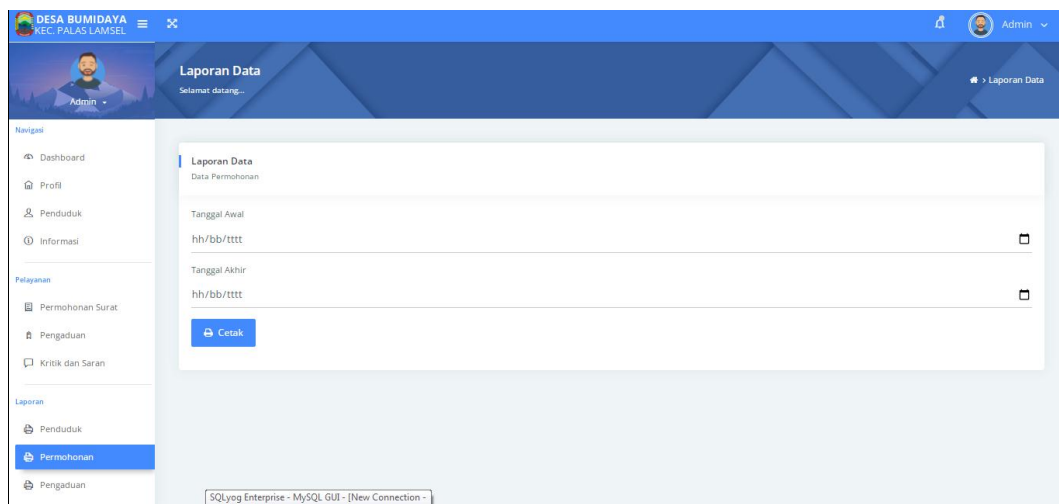 DESA BUMIDAYA
KEC. PALAS LAMSEL
Admin
Admin
Laporan Data
Selamat datang...
> Laporan Data
Navigasi
Dashboard
Profil
Penduduk
Informasi
Pelayanan
Permohonan Surat
Pengaduan
Kritik dan Saran
Laporan
Penduduk
Permohonan
Pengaduan
Laporan Data
Data Permohonan
Tanggal Awal
hh/bb/tttt
Tanggal Akhir
hh/bb/tttt
Cetak
SQLyog Enterprise - MySQL GUI - [New Connection -